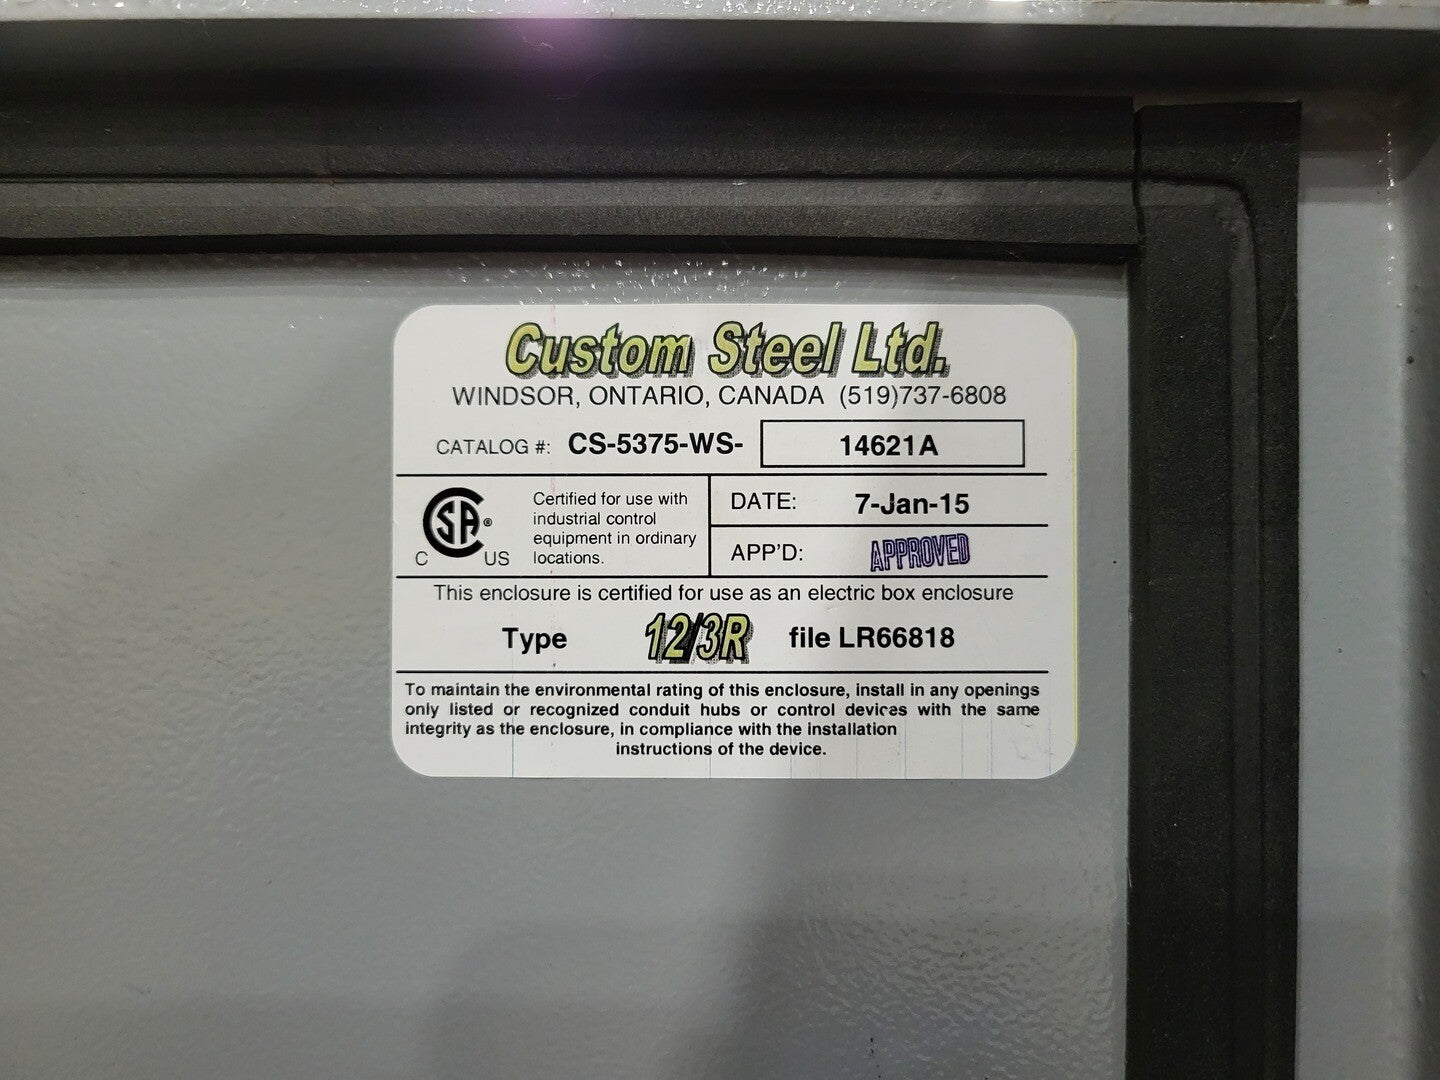 Custom Steel Ltd.
WINDSOR, ONTARIO, CANADA (519)737-6808
CATALOG #: CS-5375-WS- 14621A
CSA ®
C US
Certified for use with
industrial control
equipment in ordinary
locations.
DATE: 7-Jan-15
APP'D: APPROVED
This enclosure is certified for use as an electric box enclosure
Type 12/3R file LR66818
To maintain the environmental rating of this enclosure, install in any openings
only listed or recognized conduit hubs or control devices with the same
integrity as the enclosure, in compliance with the installation
instructions of the device.